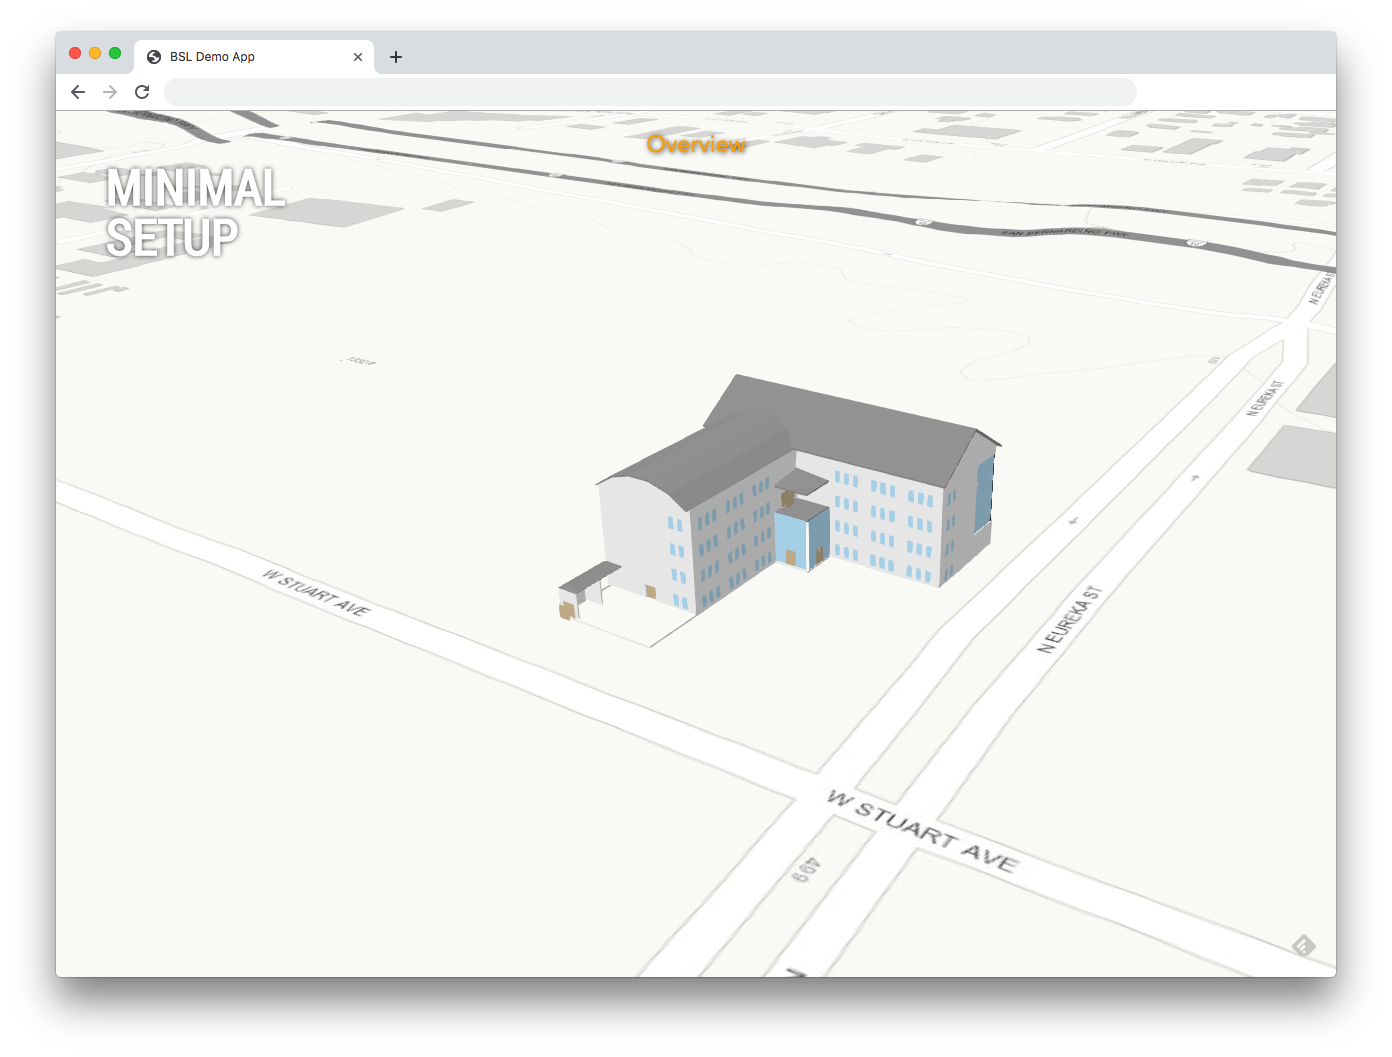 BSL Demo App
Overview
MINIMAL
SETUP
SAN BERNARDINO FWY
N EUREKA ST
N EUREKA ST
W STUART AVE
N EUREKA ST
W STUART AVE
499